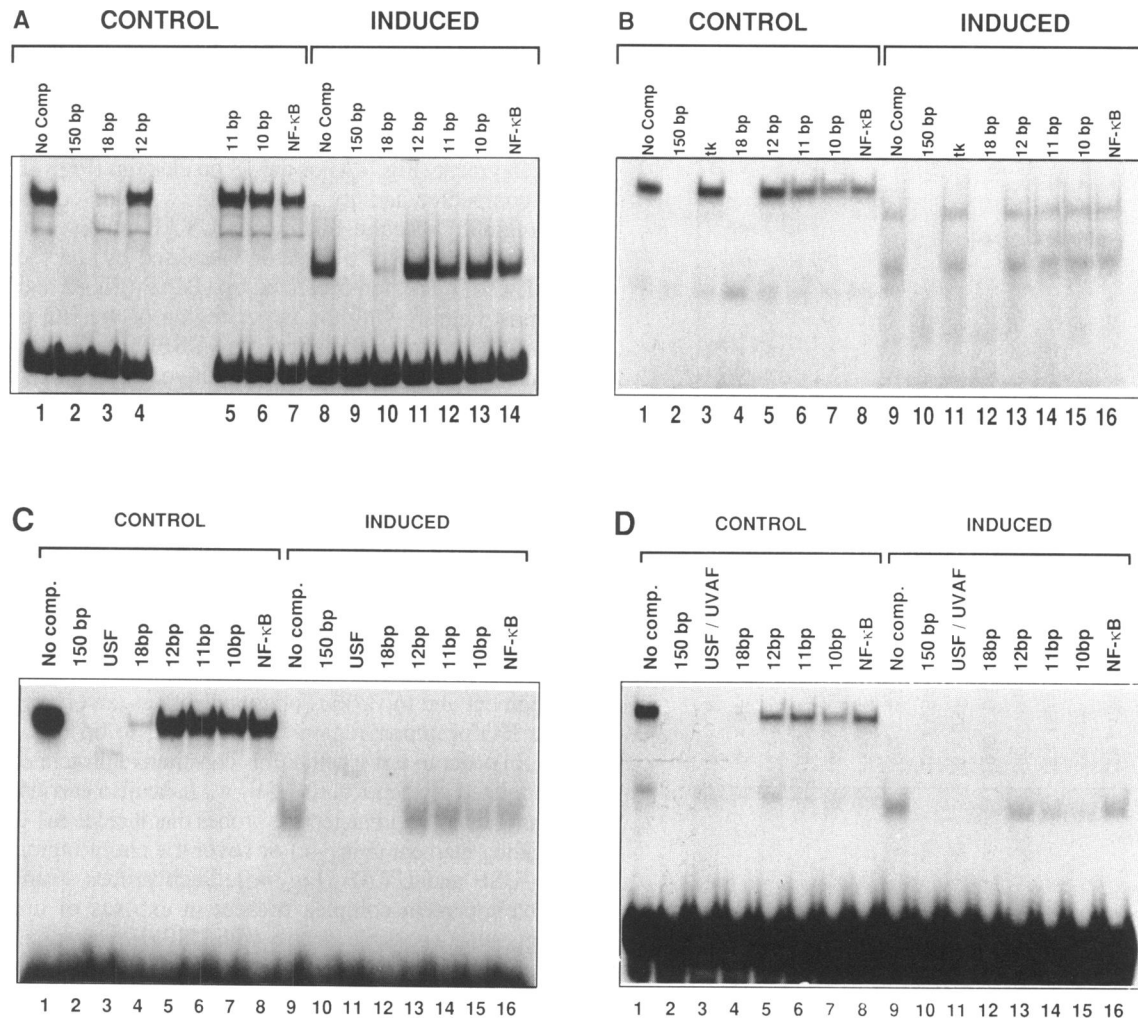 A
CONTROL
INDUCED
No Comp
150 bp
18 bp
12 bp
11 bp
10 bp
NF-κB
No Comp
150 bp
18 bp
12 bp
11 bp
10 bp
NF-κB
1 2 3 4 5 6 7 8 9 10 11 12 13 14
B
CONTROL
INDUCED
No Comp
150 bp
tk
18 bp
12 bp
11 bp
10 bp
NF-κB
No Comp
150 bp
tk
18 bp
12 bp
11 bp
10 bp
NF-κB
1 2 3 4 5 6 7 8 9 10 11 12 13 14 15 16
C
CONTROL
INDUCED
No comp.
150 bp
USF
18bp
12bp
11bp
10bp
NF-κB
No comp.
150 bp
USF
18bp
12bp
11bp
10bp
NF-κB
1 2 3 4 5 6 7 8 9 10 11 12 13 14 15 16
D
CONTROL
INDUCED
No comp.
150 bp
USF / UVAF
18bp
12bp
11bp
10bp
NF-κB
No comp.
150 bp
USF / UVAF
18bp
12bp
11bp
10bp
NF-κB
1 2 3 4 5 6 7 8 9 10 11 12 13 14 15 16